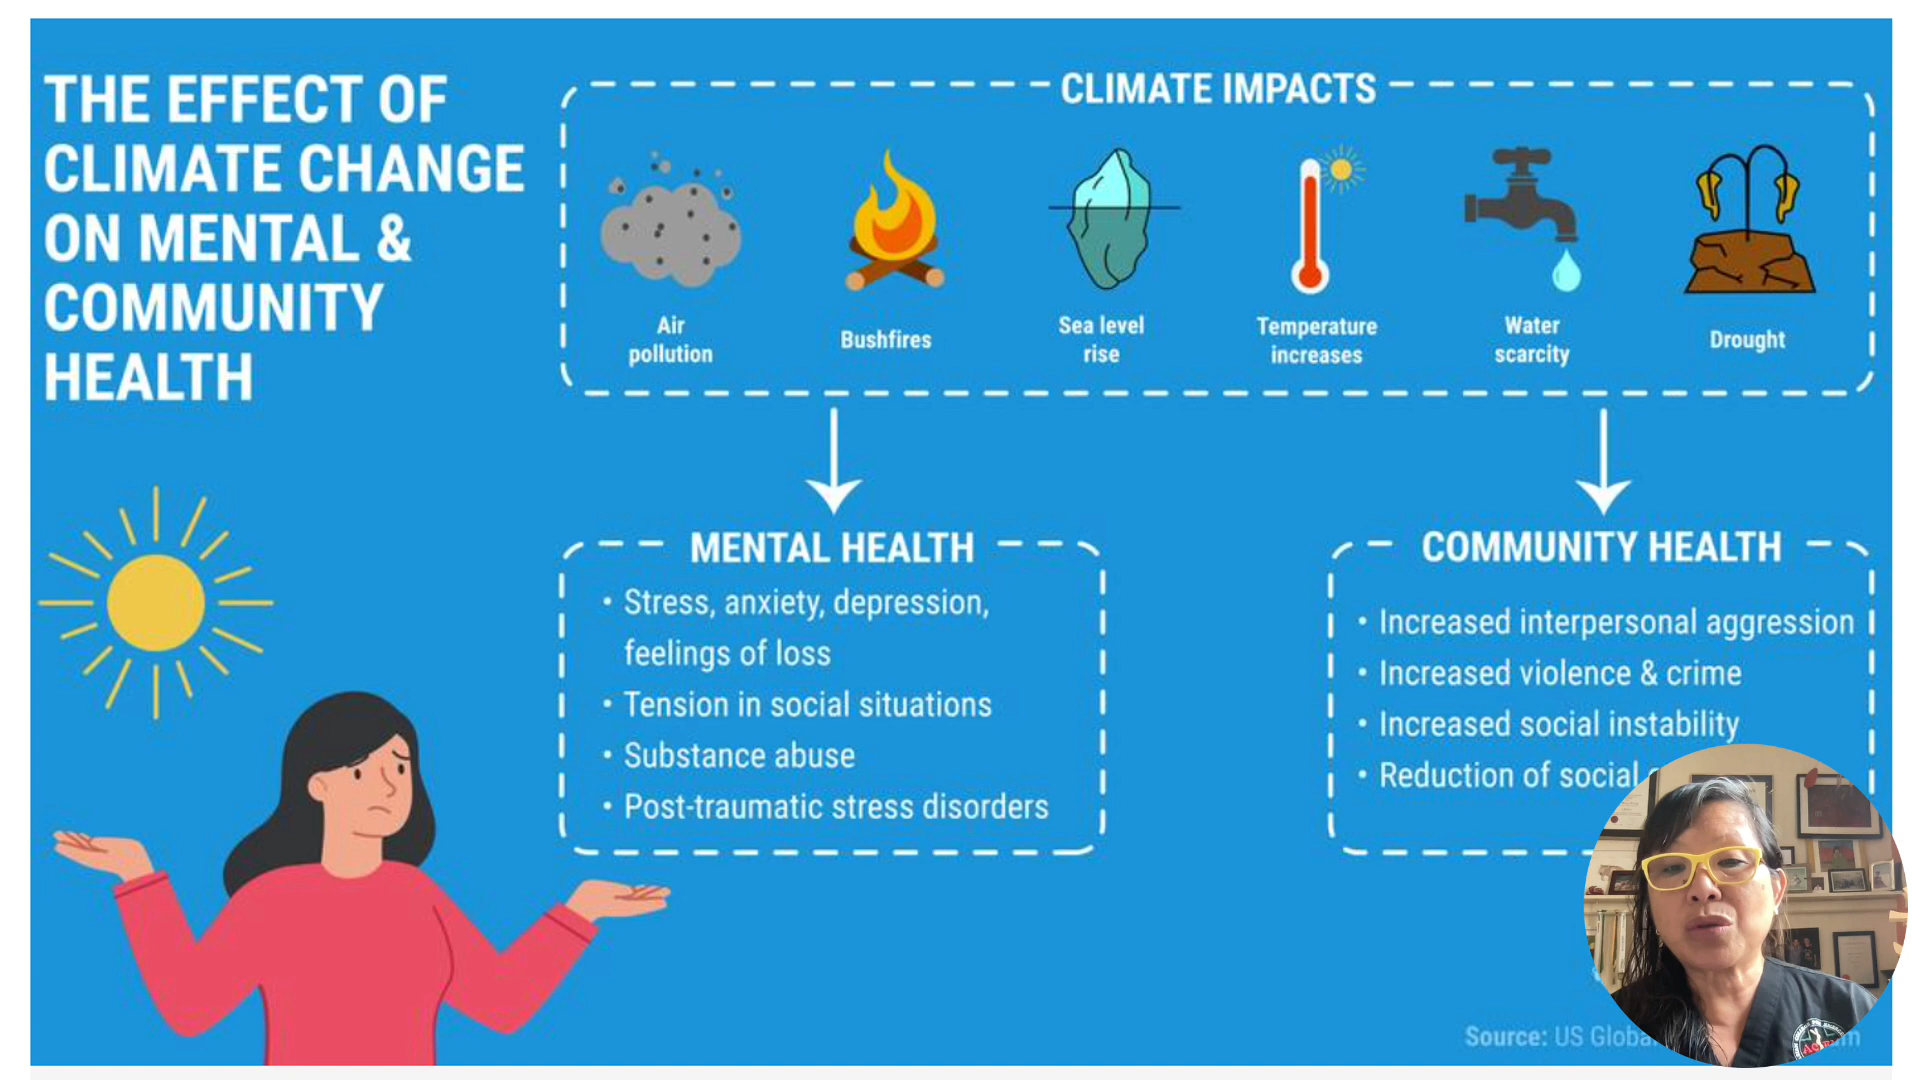 THE EFFECT OF
CLIMATE CHANGE
ON MENTAL &
COMMUNITY
HEALTH
CLIMATE IMPACTS
Air
pollution
Bushfires
Sea level
rise
Temperature
increases
Water
scarcity
Drought
MENTAL HEALTH
• Stress, anxiety, depression,
feelings of loss
• Tension in social situations
• Substance abuse
• Post-traumatic stress disorders
COMMUNITY HEALTH
• Increased interpersonal aggression
• Increased violence & crime
• Increased social instability
• Reduction of social
Source: US